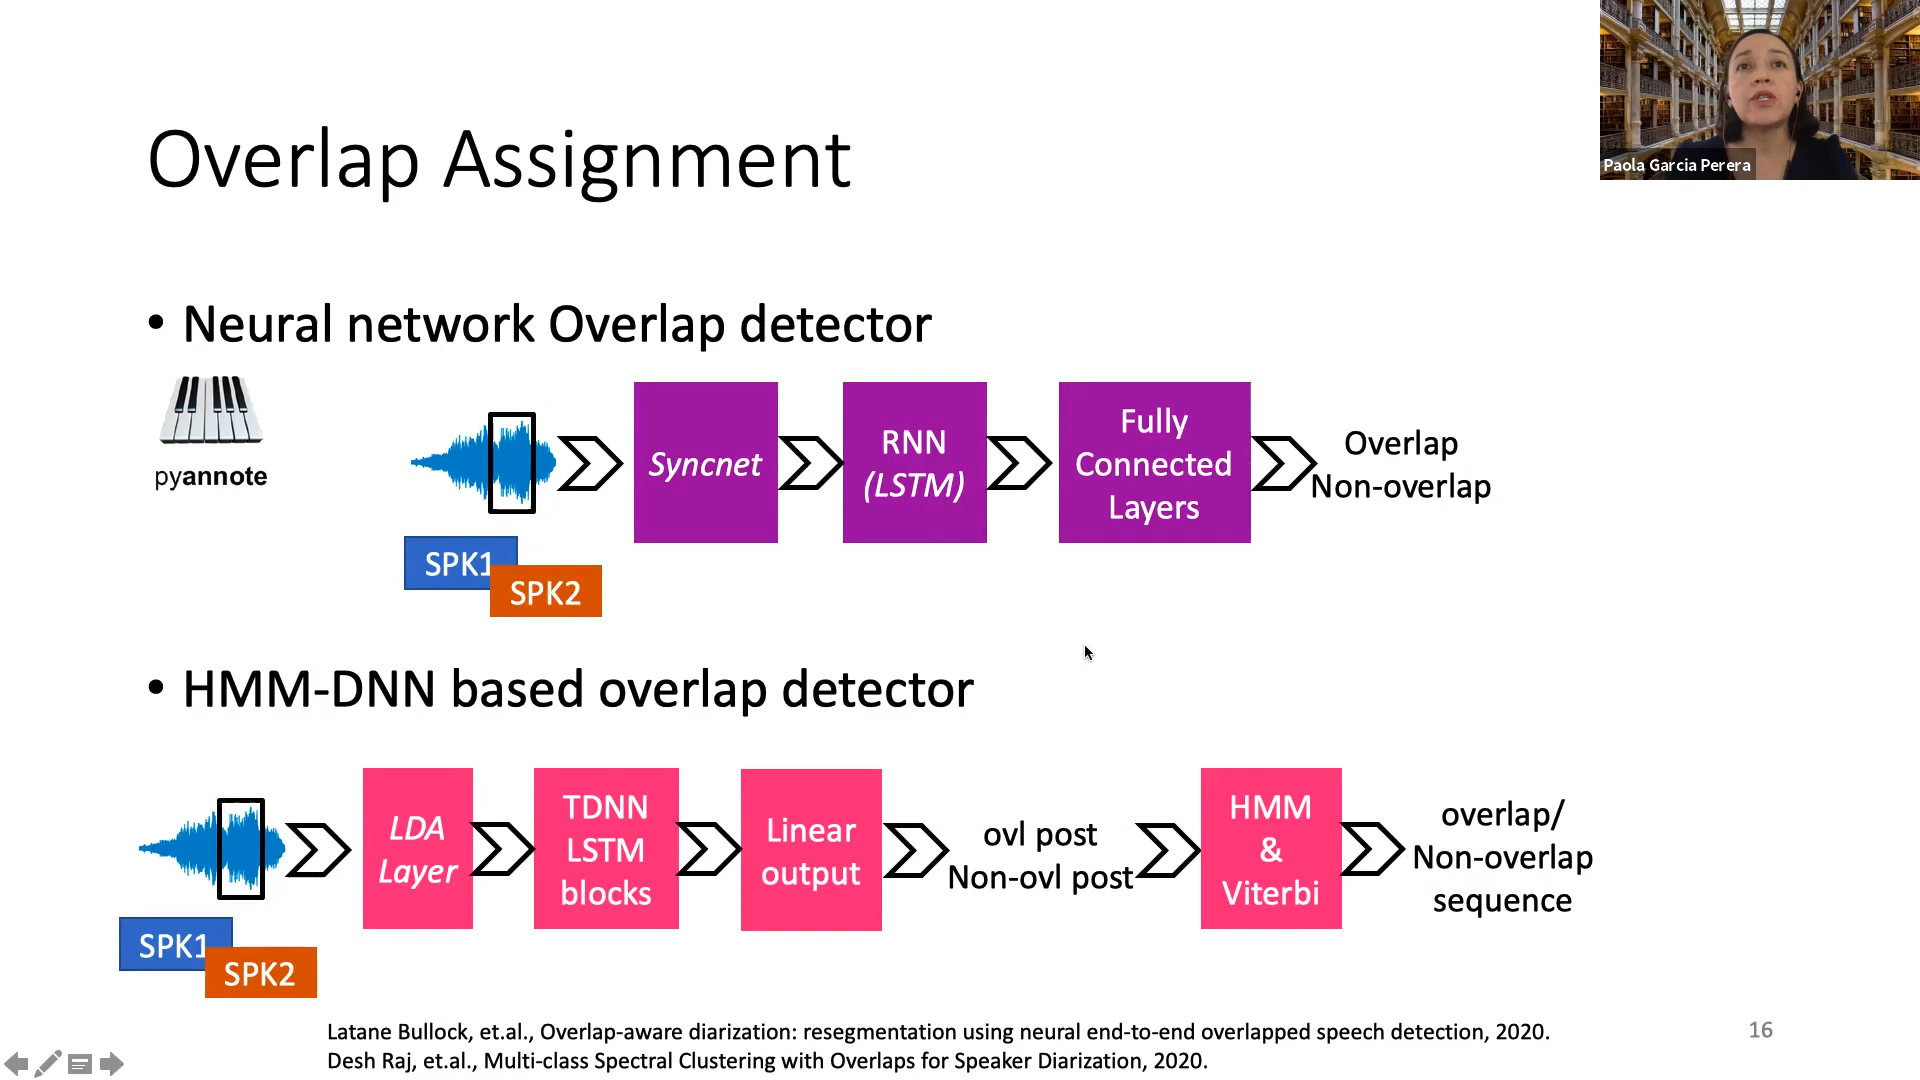 Paola Garcia Perera
Overlap Assignment
• Neural network Overlap detector
pyannote
Syncnet
RNN
(LSTM)
Fully
Connected
Layers
Overlap
Non-overlap
SPK1
SPK2
• HMM-DNN based overlap detector
LDA
Layer
TDNN
LSTM
blocks
Linear
output
ovl post
Non-ovl post
HMM
&
Viterbi
overlap/
Non-overlap
sequence
SPK1
SPK2
Latane Bullock, et.al., Overlap-aware diarization: resegmentation using neural end-to-end overlapped speech detection, 2020.
Desh Raj, et.al., Multi-class Spectral Clustering with Overlaps for Speaker Diarization, 2020.
16